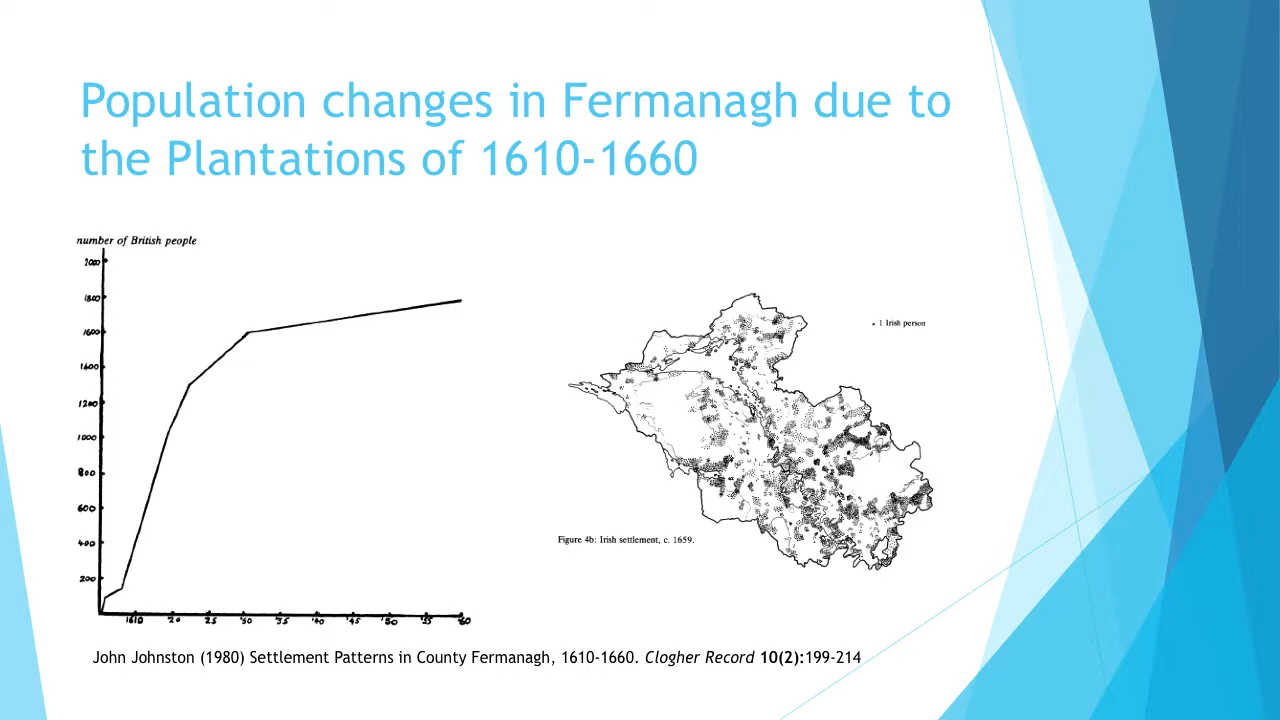 Population changes in Fermanagh due to
the Plantations of 1610-1660
number of British people
2000
1800
1600
1400
1200
1000
800
600
400
200
1610 '20 '25 '30 '35 '40 '45 '50 '55 '60
1 Irish person
Figure 4b: Irish settlement, c. 1659.
John Johnston (1980) Settlement Patterns in County Fermanagh, 1610-1660. Clogher Record 10(2):199-214